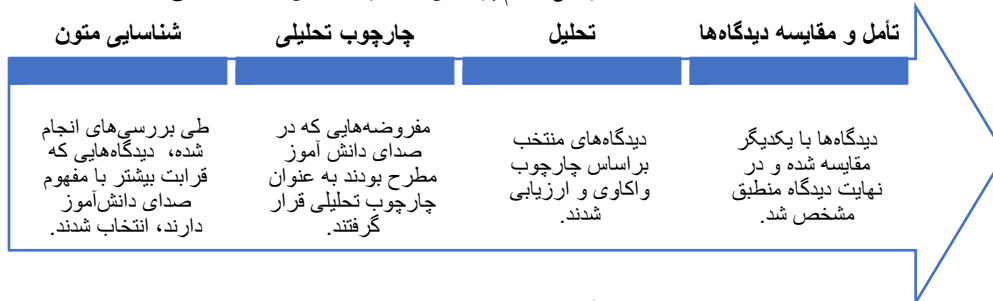 شناسایی متون
چارچوب تحلیلی
تحلیل
تأمل و مقایسه دیدگاه‌ها
طی بررسی‌های انجام
شده، دیدگاه‌هایی که
قرابت بیشتر با مفهوم
صدای دانش‌آموز
دارند، انتخاب شدند.
مفروضه‌هایی که در
صدای دانش آموز
مطرح بودند به عنوان
چارچوب تحلیلی قرار
گرفتند.
دیدگاه‌های منتخب
براساس چارچوب
واکاوی و ارزیابی
شدند.
دیدگاه‌ها با یکدیگر
مقایسه شده و در
نهایت دیدگاه منطبق
مشخص شد.